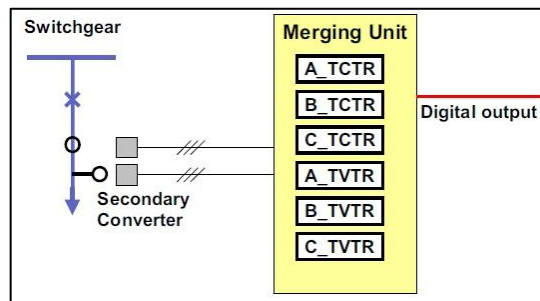 Switchgear
Merging Unit
A_TCTR
B_TCTR
C_TCTR
A_TVTR
B_TVTR
C_TVTR
Digital output
Secondary
Converter